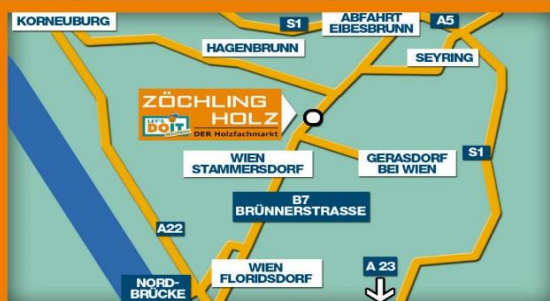 KORNEUBURG
S1
ABFAHRT
EIBESBRUNN
A5
HAGENBRUNN
SEYRING
ZÖCHLING
HOLZ
LET'S
DOIT
DER Holzfachmarkt
WIEN
STAMMERSDORF
GERASDORF
BEI WIEN
S1
B7
BRÜNNERSTRASSE
A22
WIEN
FLORIDSDORF
A 23
NORD-
BRÜCKE